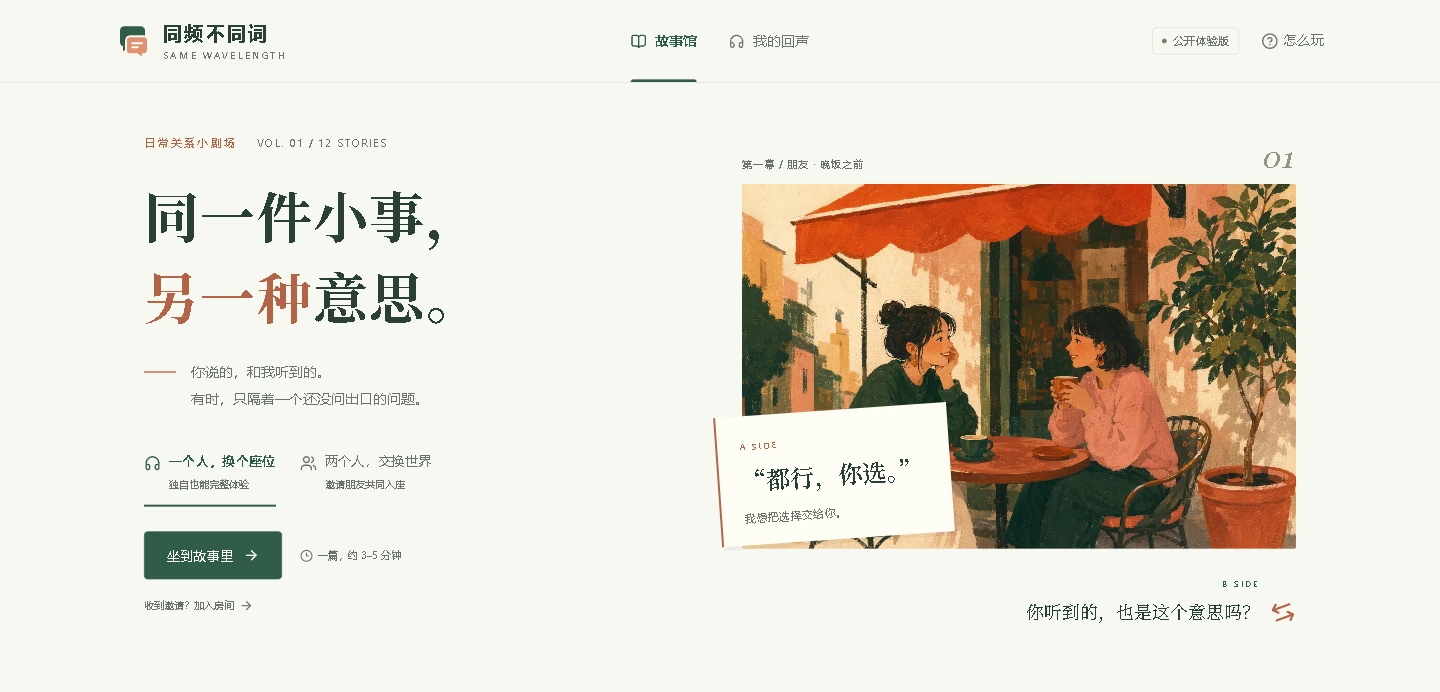 同频不同词
SAME WAVELENGTH
故事馆
我的回声
公开体验版
怎么玩
日常关系小剧场 VOL. 01 / 12 STORIES
同一件小事,
另一种意思。
你说的，和我听到的。
有时，只隔着一个还没问出口的问题。
一个人，换个座位
独自也能完整体验
两个人，交换世界
邀请朋友共同入座
坐到故事里
一篇，约 3–5 分钟
收到邀请？加入房间
第一幕 / 朋友 · 晚饭之前
01
A SIDE
“都行，你选。”
我想把选择交给你。
B SIDE
你听到的，也是这个意思吗？